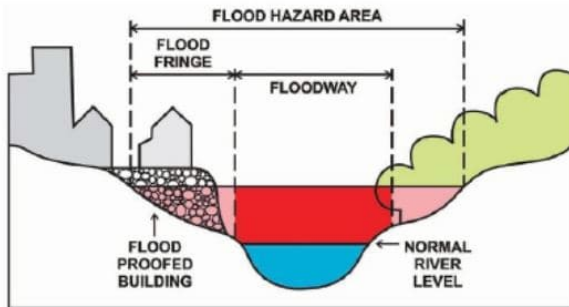 FLOOD HAZARD AREA
FLOOD
FRINGE
FLOODWAY
FLOOD
PROOFED
BUILDING
NORMAL
RIVER
LEVEL